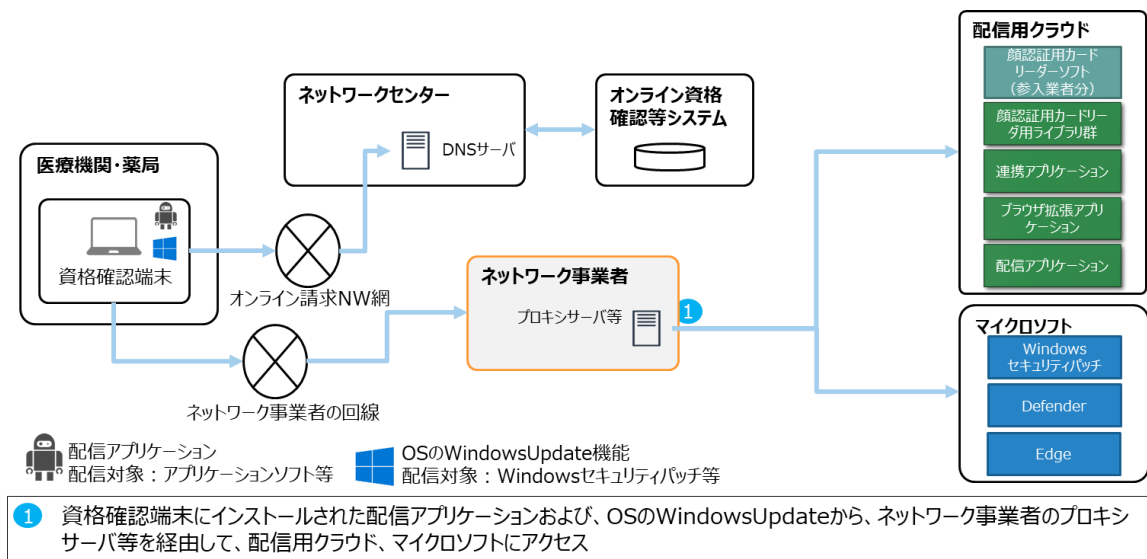 配信用クラウド
顔認証用カード
リーダーソフト
(参入業者分)
顔認証用カードリー
ダ用ライブラリ群
連携アプリケーション
ブラウザ拡張アプリ
ケーション
配信アプリケーション
ネットワークセンター
DNSサーバ
オンライン資格
確認等システム
医療機関・薬局
資格確認端末
オンライン請求NW網
ネットワーク事業者
プロキシサーバ等
1
ネットワーク事業者の回線
マイクロソフト
Windows
セキュリティパッチ
Defender
Edge
配信アプリケーション
配信対象：アプリケーションソフト等
OSのWindowsUpdate機能
配信対象：Windowsセキュリティパッチ等
1 資格確認端末にインストールされた配信アプリケーションおよび、OSのWindowsUpdateから、ネットワーク事業者のプロキシ
サーバ等を経由して、配信用クラウド、マイクロソフトにアクセス